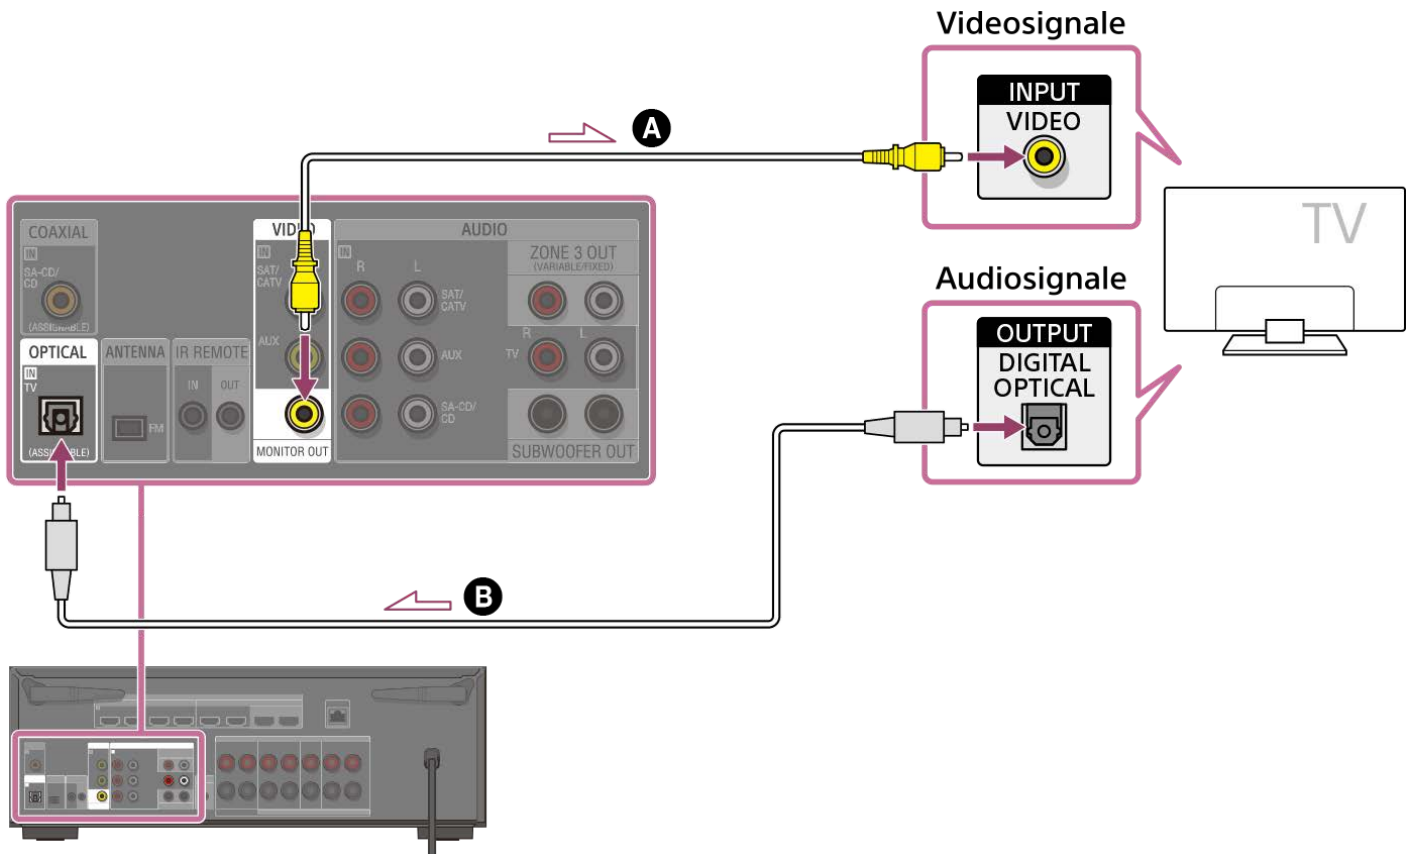 Videosignale
INPUT
VIDEO
A
TV
COAXIAL
IN
SA-CD/
CD
(ASSIGNABLE)
VIDEO
IN
SAT/
CATV
AUX
MONITOR OUT
AUDIO
IN
R
L
SAT/
CATV
AUX
SA-CD/
CD
ZONE 3 OUT
(VARIABLE/FIXED)
R
L
TV
SUBWOOFER OUT
OPTICAL
IN
TV
(ASSIGNABLE)
ANTENNA
FM
IR REMOTE
IN
OUT
Audiosignale
OUTPUT
DIGITAL
OPTICAL
B